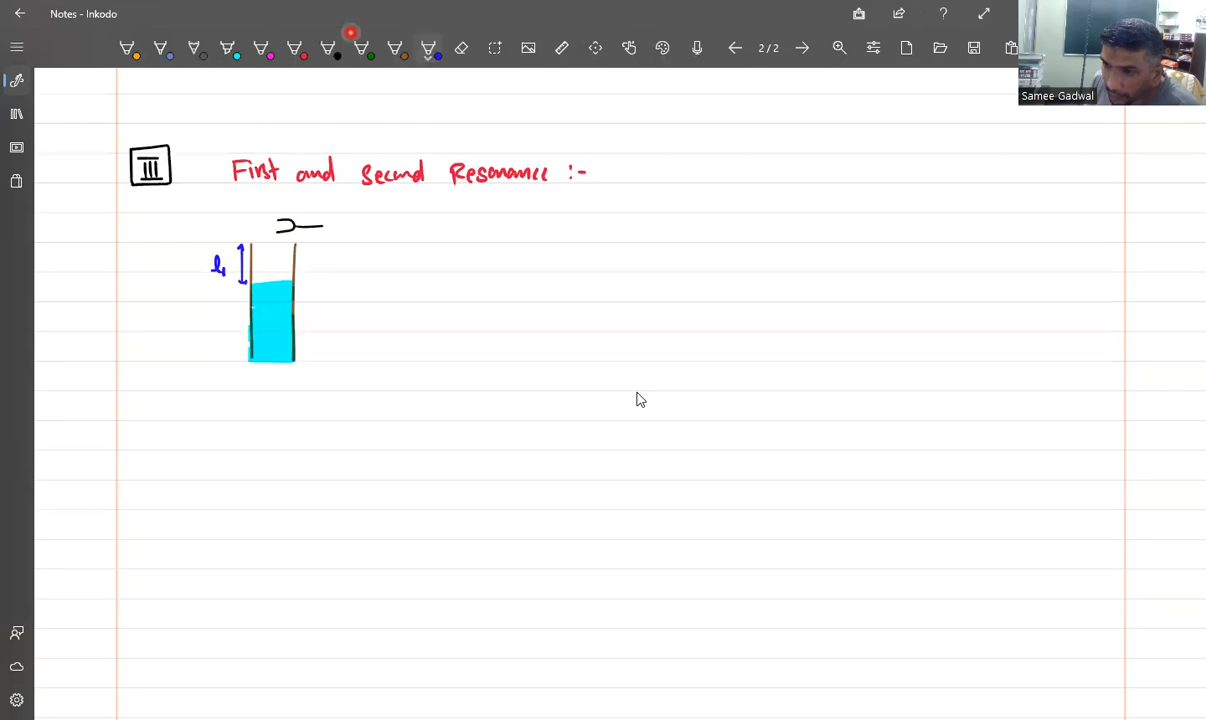 Notes - Inkodo
2/2
Samee Gadwal
III First and Second Resonance :-
l₁